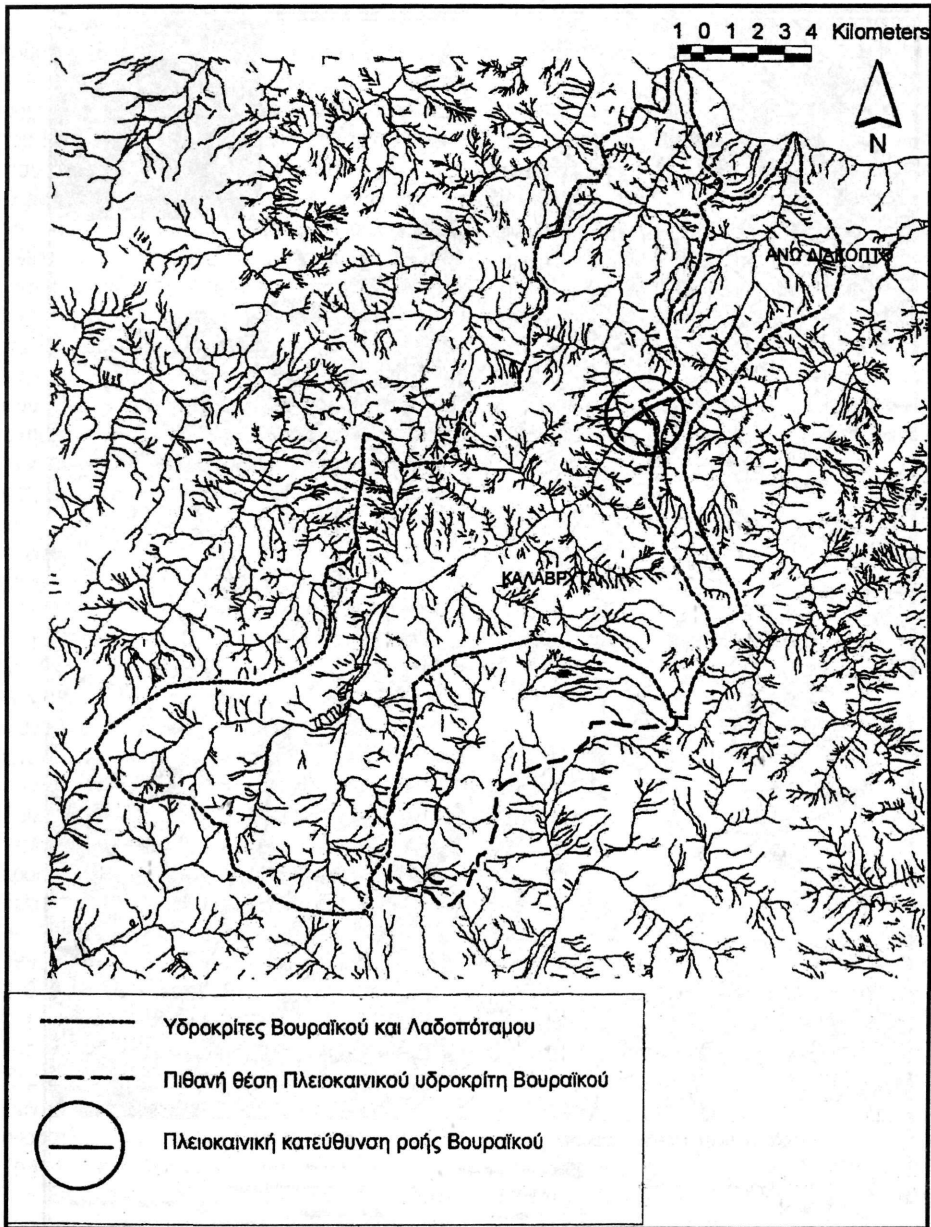 1 0 1 2 3 4 Kilometers
N
ΑΝΩ ΔΙΑΚΟΠΤΟ
ΚΑΛΑΒΡΥΤΑ
Υδροκρίτες Βουραϊκού και Λαδοπόταμου
Πιθανή θέση Πλειοκαινικού υδροκρίτη Βουραϊκού
Πλειοκαινική κατεύθυνση ροής Βουραϊκού